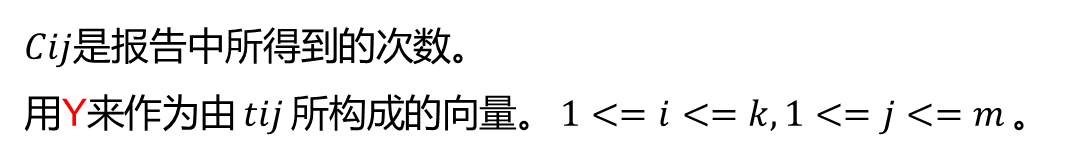 Cij是报告中所得到的次数。
用Y来作为由 tij 所构成的向量。 1 <= i <= k, 1 <= j <= m 。